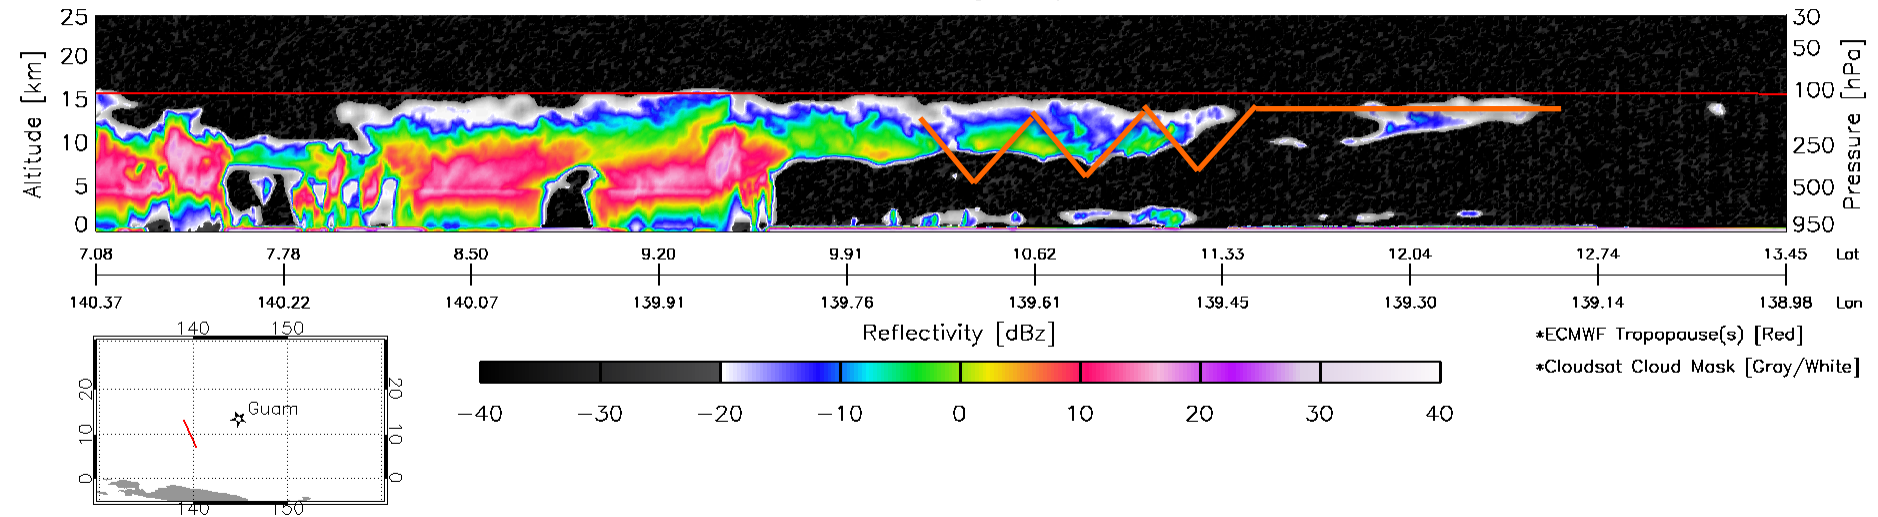 25
20
15
10
5
0
Altitude [km]
30
50
100
250
500
950
Pressure [hPa]
7.08 7.78 8.50 9.20 9.91 10.62 11.33 12.04 12.74 13.45 Lat
140.37 140.22 140.07 139.91 139.76 139.61 139.45 139.30 139.14 138.98 Lon
Reflectivity [dBz]
−40 −30 −20 −10 0 10 20 30 40
*ECMWF Tropopause(s) [Red]
*Cloudsat Cloud Mask [Gray/White]
140 150
20 20
Guam
10 10
0 0
140 150